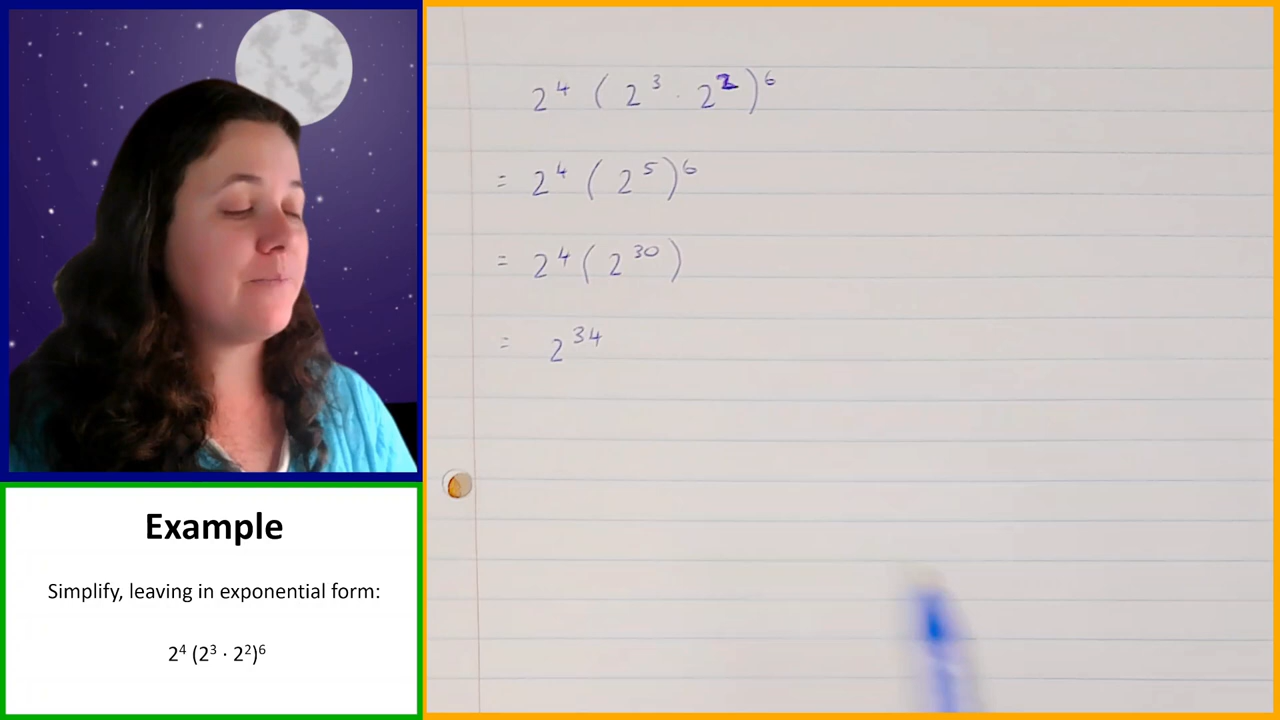 2⁴ (2³ · 2²)⁶
= 2⁴ (2⁵)⁶
= 2⁴ (2³⁰)
= 2³⁴
Example
Simplify, leaving in exponential form:
2⁴ (2³ · 2²)⁶